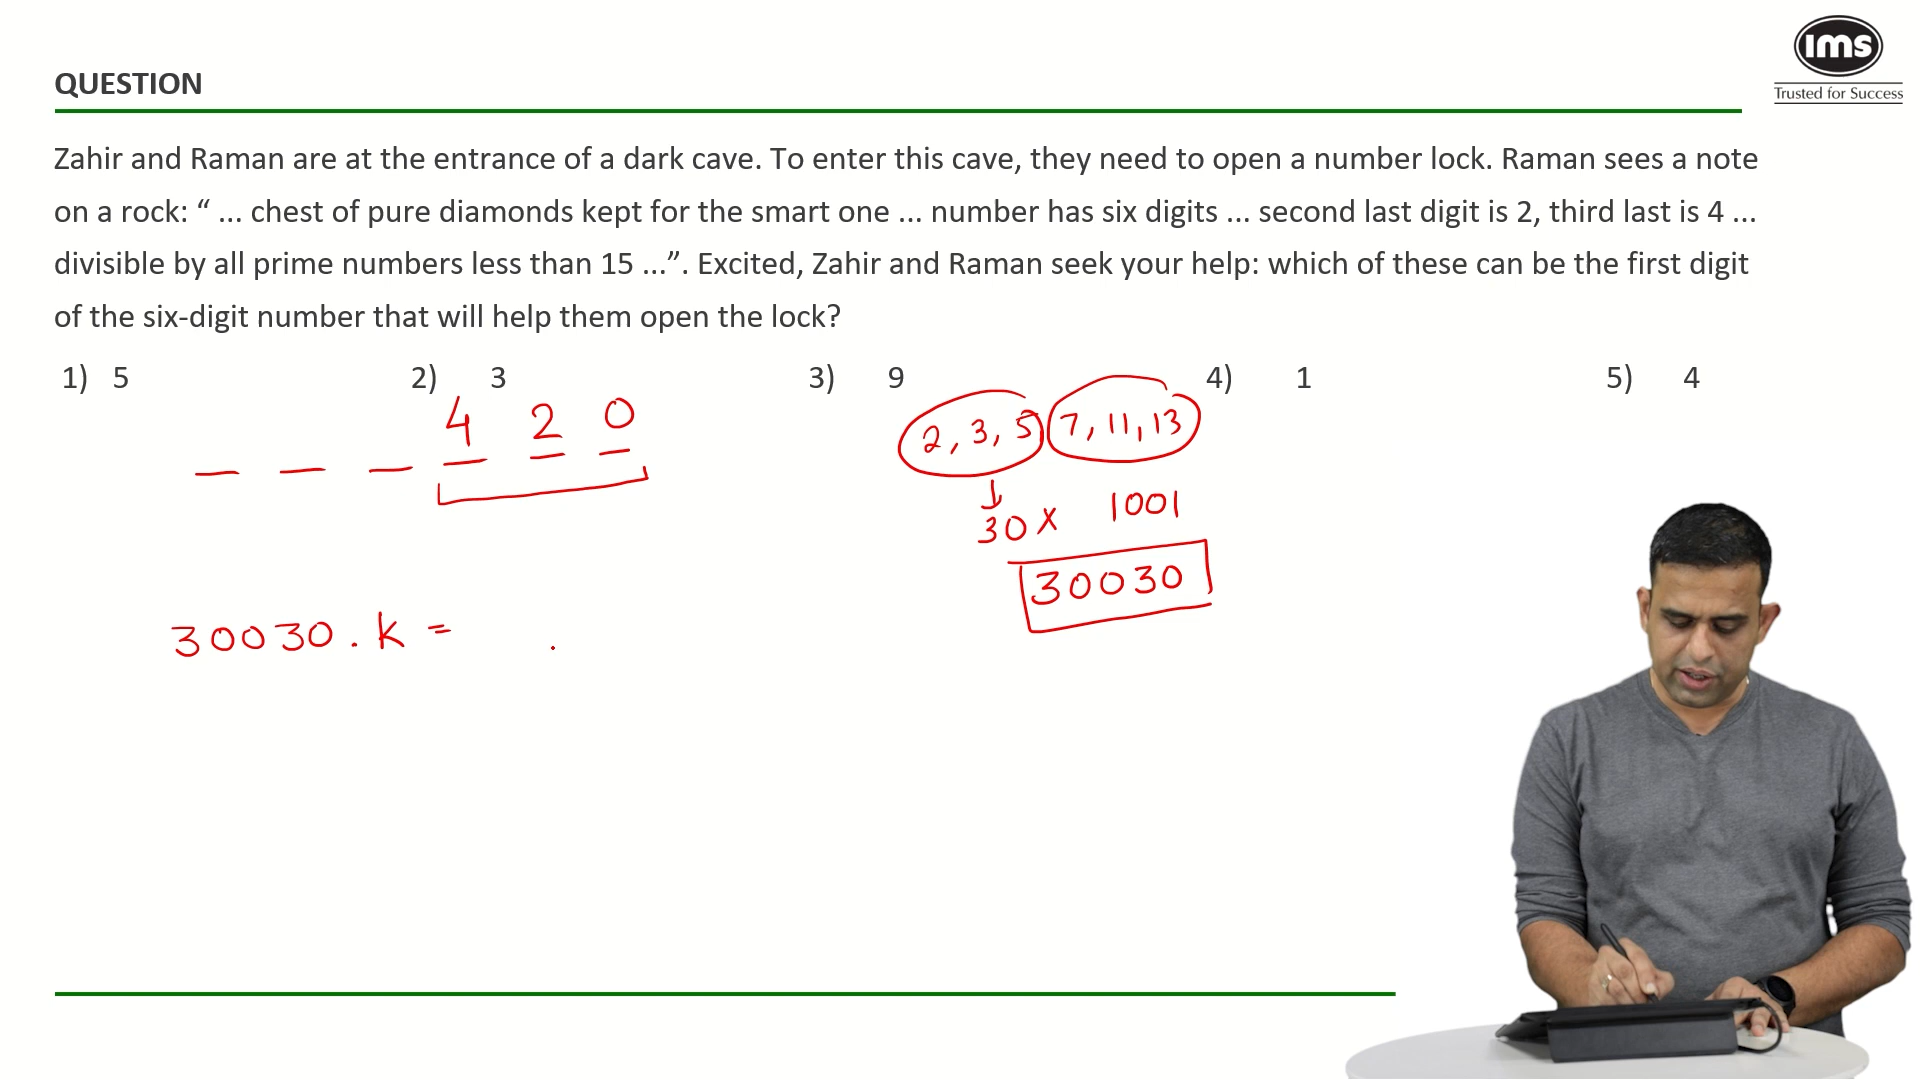 ims
Trusted for Success
QUESTION
Zahir and Raman are at the entrance of a dark cave. To enter this cave, they need to open a number lock. Raman sees a note
on a rock: “ ... chest of pure diamonds kept for the smart one ... number has six digits ... second last digit is 2, third last is 4 ...
divisible by all prime numbers less than 15 ...”. Excited, Zahir and Raman seek your help: which of these can be the first digit
of the six-digit number that will help them open the lock?
1) 5 2) 3 3) 9 4) 1 5) 4
4 2 0
2, 3, 5 7, 11, 13
30 x 1001
30030
30030 . k =